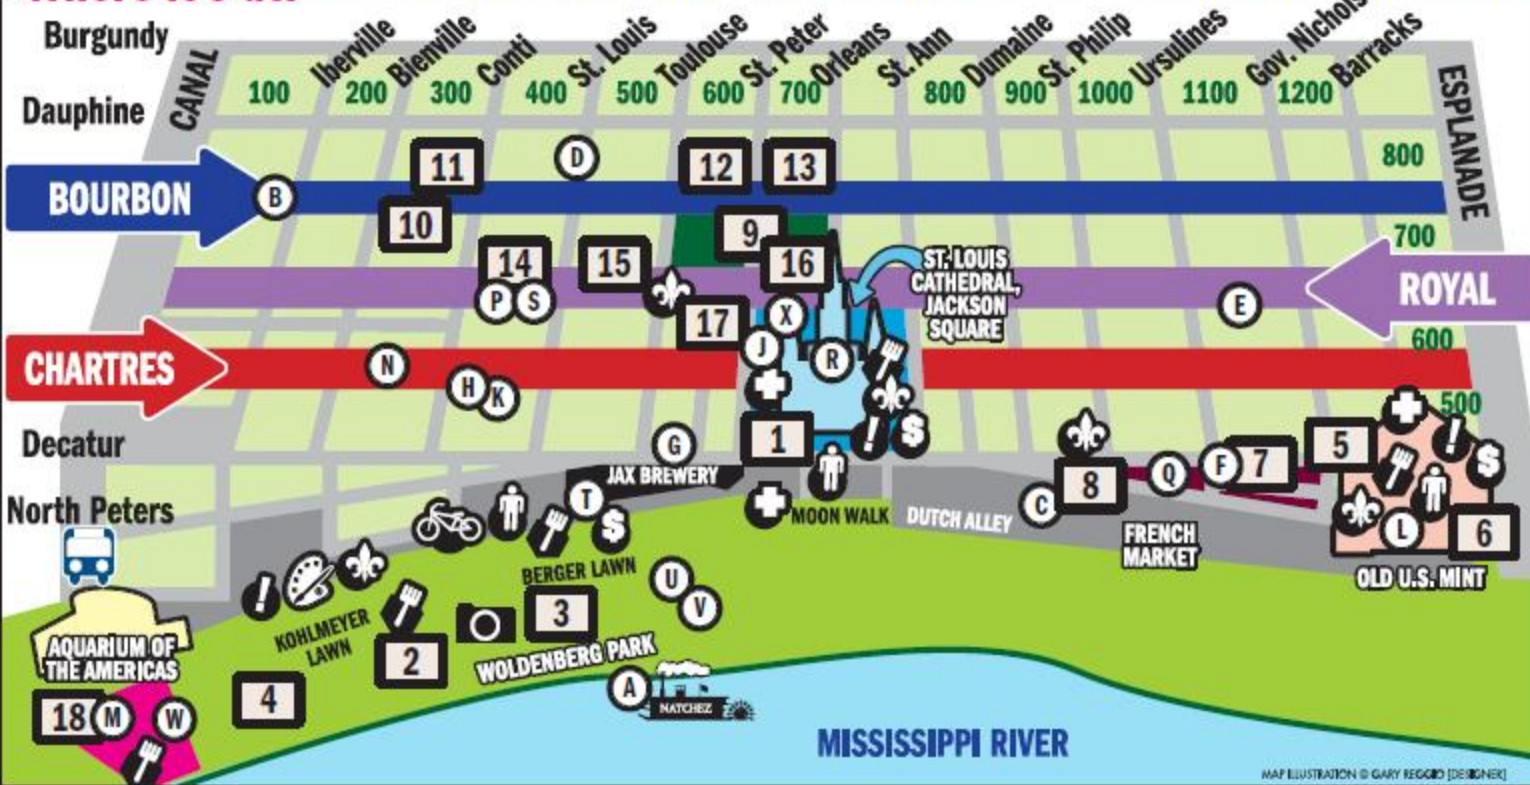 Burgundy
Dauphine
CANAL
Iberville
Bienville
Conti
St. Louis
Toulouse
St. Peter
Orleans
St. Ann
Dumaine
St. Philip
Ursulines
Gov. Nichols
Barracks
ESPLANADE
100 200 300 400 500 600 700 800 900 1000 1100 1200
800
11
D
12
13
BOURBON
B
10
9
700
14
15
16
ST. LOUIS
CATHEDRAL,
JACKSON
SQUARE
ROYAL
P
S
E
17
X
600
CHARTRES
N
J
R
H
K
500
Decatur
G
1
!
$
5
!
$
JAX BREWERY
8
Q
F
7
North Peters
T
$
MOON WALK
DUTCH ALLEY
C
FRENCH
MARKET
L
6
OLD U.S. MINT
!
BERGER LAWN
U
V
KOHLMEYER
LAWN
3
AQUARIUM OF
THE AMERICAS
2
WOLDENBERG PARK
18
M
W
4
A
NATCHEZ
MISSISSIPPI RIVER
MAP ILLUSTRATION © GARY REGGIO [DESIGNER]